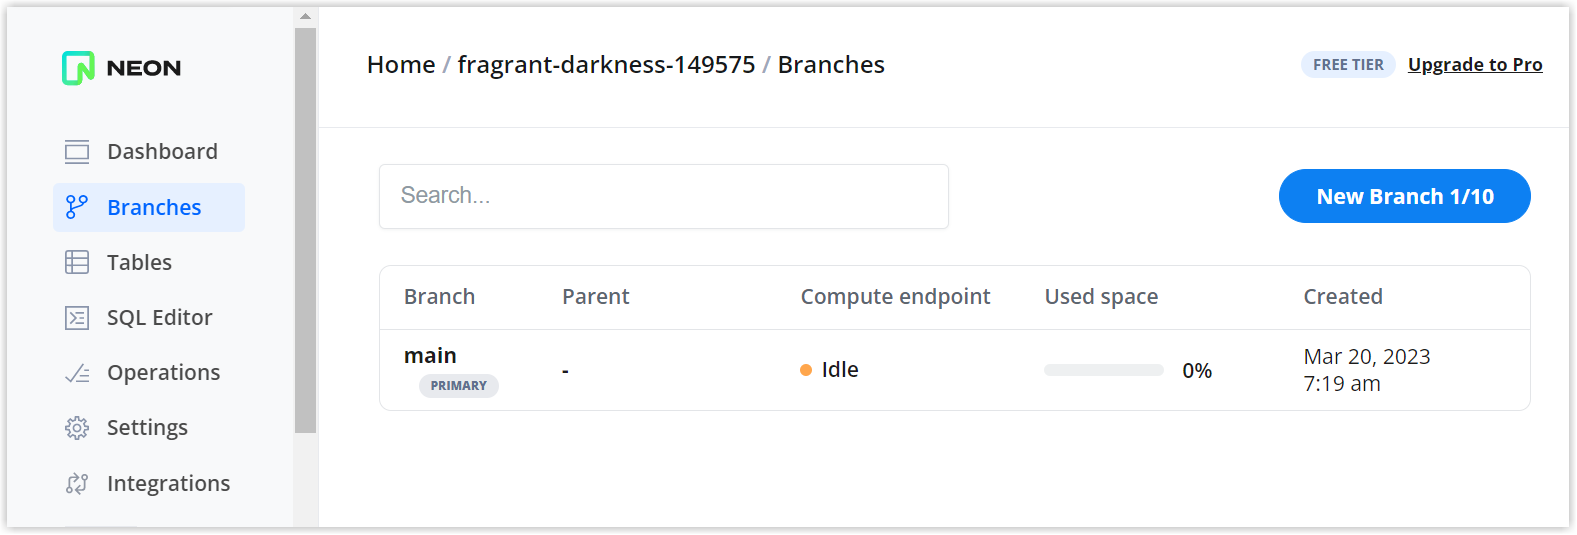 NEON
Home / fragrant-darkness-149575 / Branches
FREE TIER
Upgrade to Pro
Dashboard
Branches
Tables
SQL Editor
Operations
Settings
Integrations
Search...
New Branch 1/10
Branch Parent Compute endpoint Used space Created
main
PRIMARY
-
Idle
0%
Mar 20, 2023
7:19 am